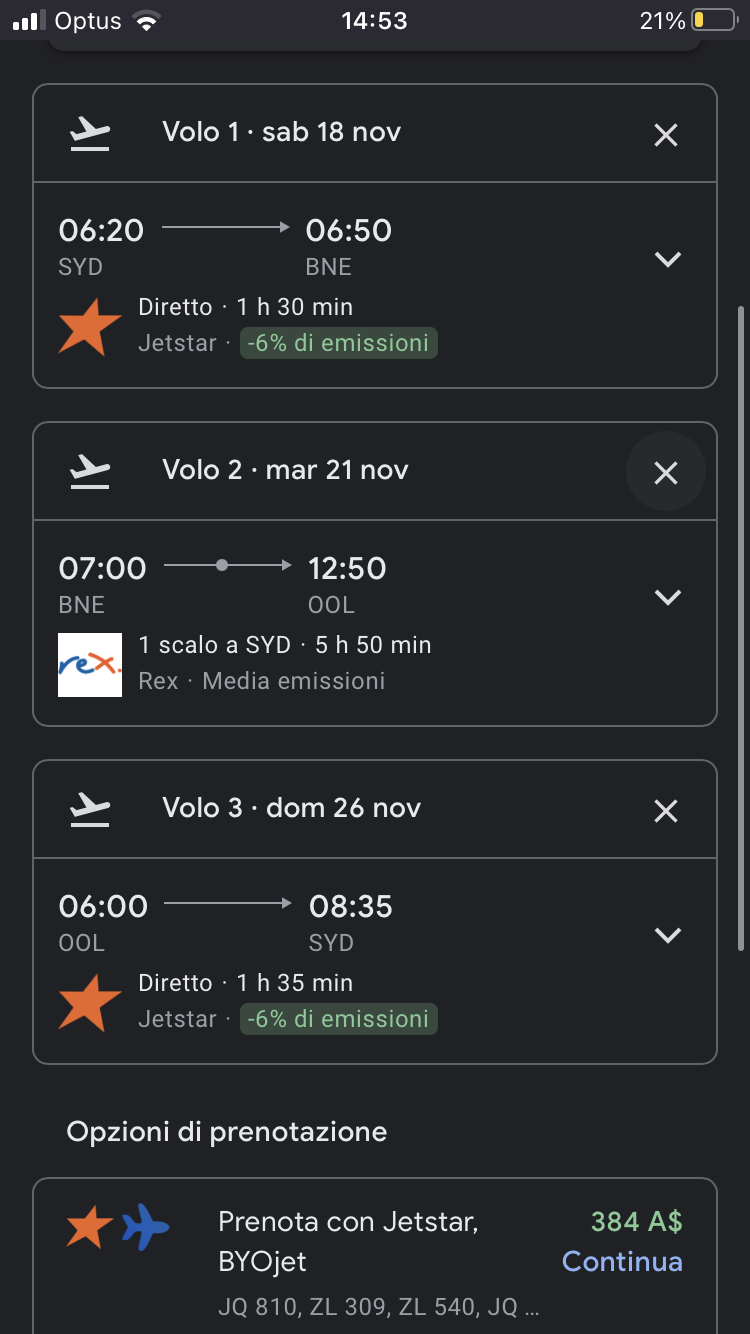 Optus 14:53 21%
Volo 1 · sab 18 nov
06:20 06:50
SYD BNE
Diretto · 1 h 30 min
Jetstar · -6% di emissioni
Volo 2 · mar 21 nov
07:00 12:50
BNE OOL
1 scalo a SYD · 5 h 50 min
rex.
Rex · Media emissioni
Volo 3 · dom 26 nov
06:00 08:35
OOL SYD
Diretto · 1 h 35 min
Jetstar · -6% di emissioni
Opzioni di prenotazione
Prenota con Jetstar, 384 A$
BYOjet Continua
JQ 810, ZL 309, ZL 540, JQ ...